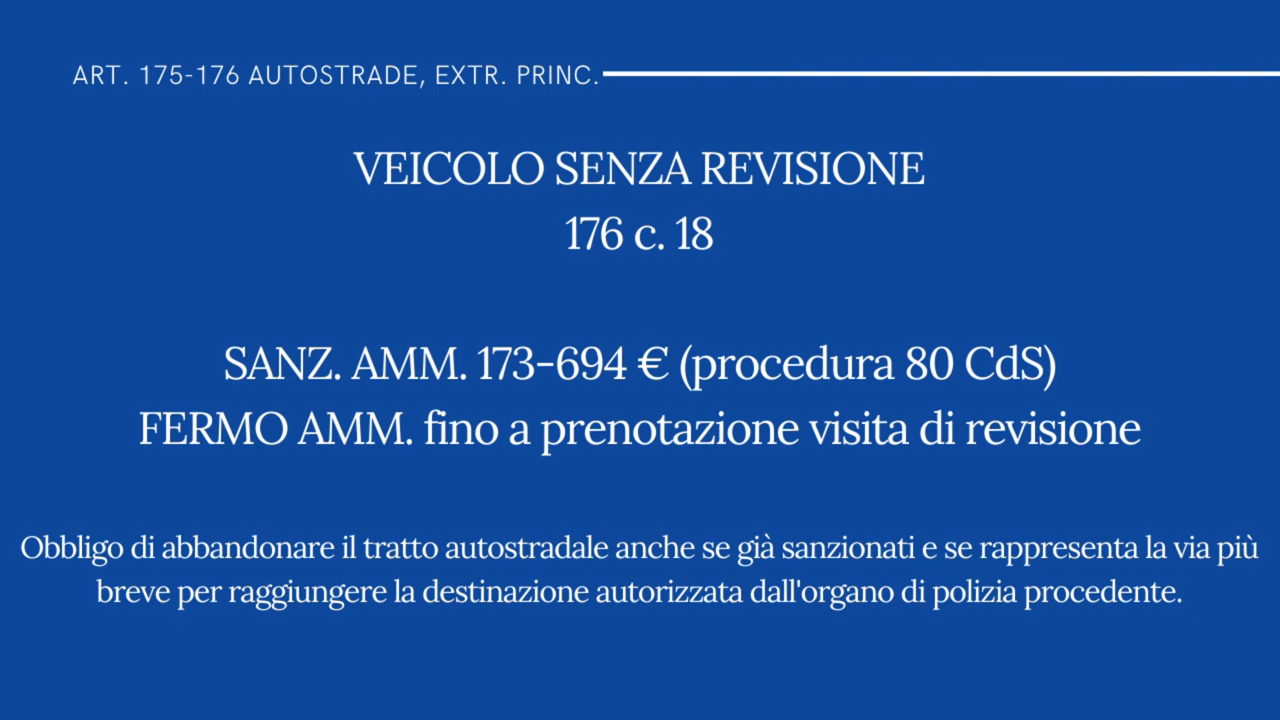 ART. 175-176 AUTOSTRADE, EXTR. PRINC.
VEICOLO SENZA REVISIONE
176 c. 18
SANZ. AMM. 173-694 € (procedura 80 CdS)
FERMO AMM. fino a prenotazione visita di revisione
Obbligo di abbandonare il tratto autostradale anche se già sanzionati e se rappresenta la via più
breve per raggiungere la destinazione autorizzata dall'organo di polizia procedente.